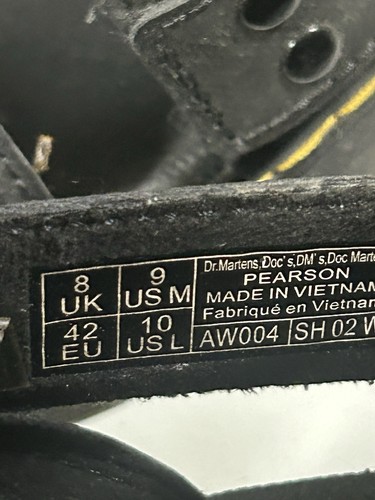 8 UK
9 US M
42 EU
10 US L
Dr.Martens,Doc's,DM's,Doc
PEARSON
MADE IN VIETNAM
Fabriqué en Vietnam
AW004
SH 02